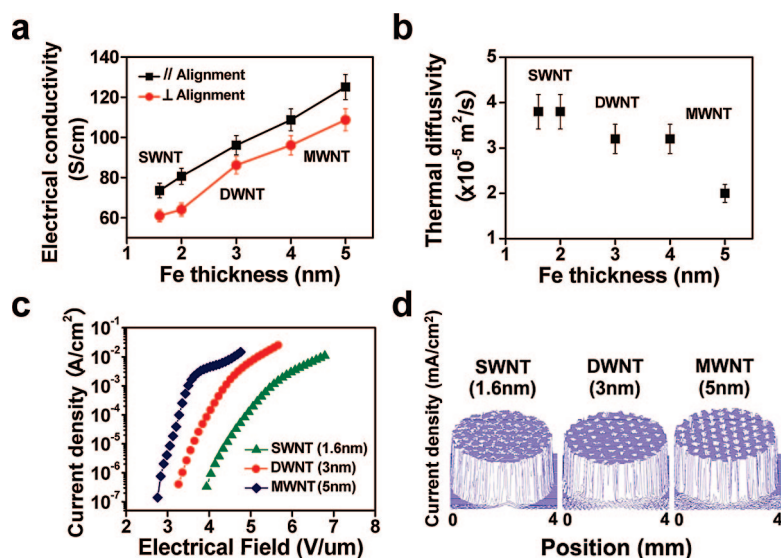 a
Electrical conductivity
(S/cm)
140
120
100
80
60
// Alignment
⊥ Alignment
SWNT
DWNT
MWNT
1 2 3 4 5
Fe thickness (nm)
b
Thermal diffusivity
(x10⁻⁵ m²/s)
5
4
3
2
1
SWNT
DWNT
MWNT
1 2 3 4 5
Fe thickness (nm)
c
Current density (A/cm²)
10⁻¹
10⁻²
10⁻³
10⁻⁴
10⁻⁵
10⁻⁶
10⁻⁷
SWNT (1.6nm)
DWNT (3nm)
MWNT (5nm)
2 3 4 5 6 7 8
Electrical Field (V/um)
d
Current density (mA/cm²)
SWNT
(1.6nm)
DWNT
(3nm)
MWNT
(5nm)
0 4 0 4 0 4
Position (mm)